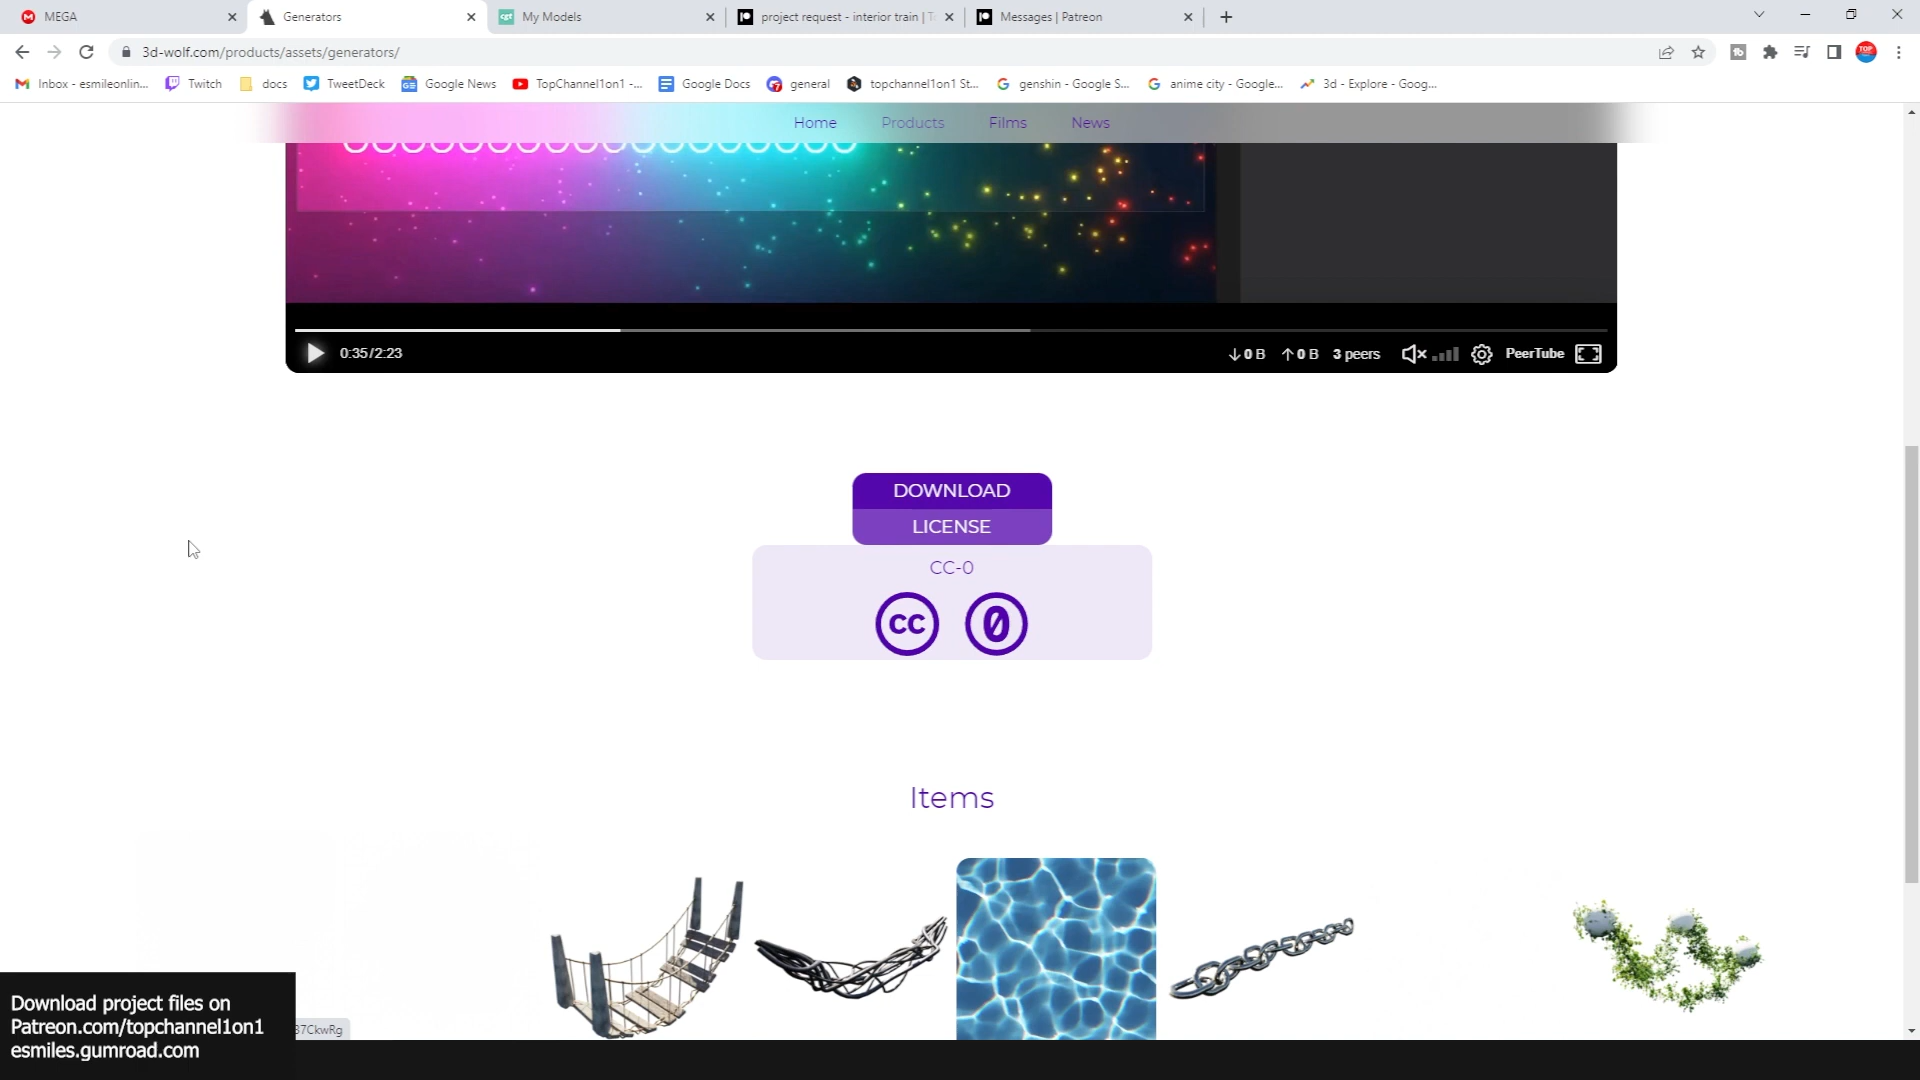 MEGA
Generators
My Models
project request - interior train | T
Messages | Patreon
3d-wolf.com/products/assets/generators/
Inbox - esmileonlin...
Twitch
docs
TweetDeck
Google News
TopChannel1on1 -...
Google Docs
general
topchannel1on1 St...
genshin - Google S...
anime city - Google...
3d - Explore - Goog...
Home
Products
Films
News
0:35/2:23
0 B
0 B
3 peers
PeerTube
DOWNLOAD
LICENSE
CC-0
cc
0
Items
Download project files on
Patreon.com/topchannel1on1
esmiles.gumroad.com
37CkwRg